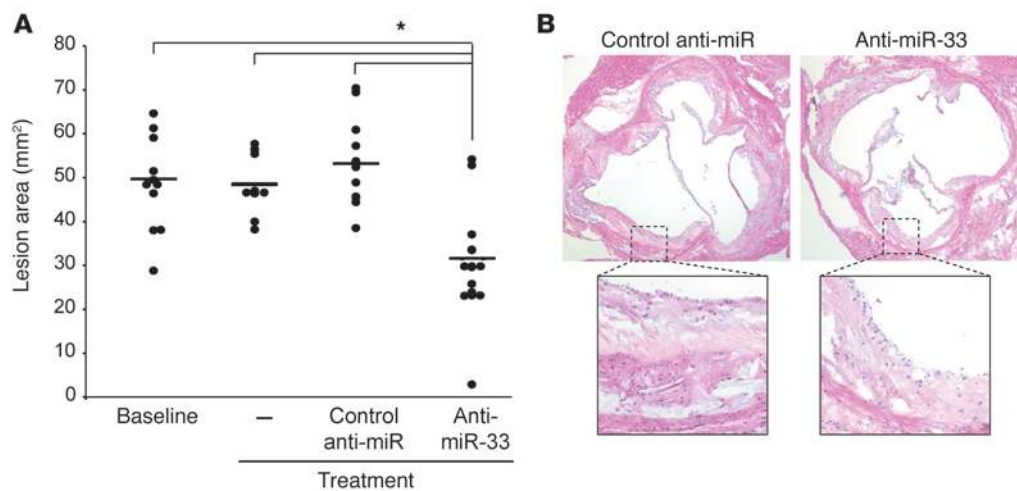 A
*
Lesion area (mm²)
80
70
60
50
40
30
20
10
0
Baseline
–
Control
anti-miR
Anti-
miR-33
Treatment
B
Control anti-miR
Anti-miR-33